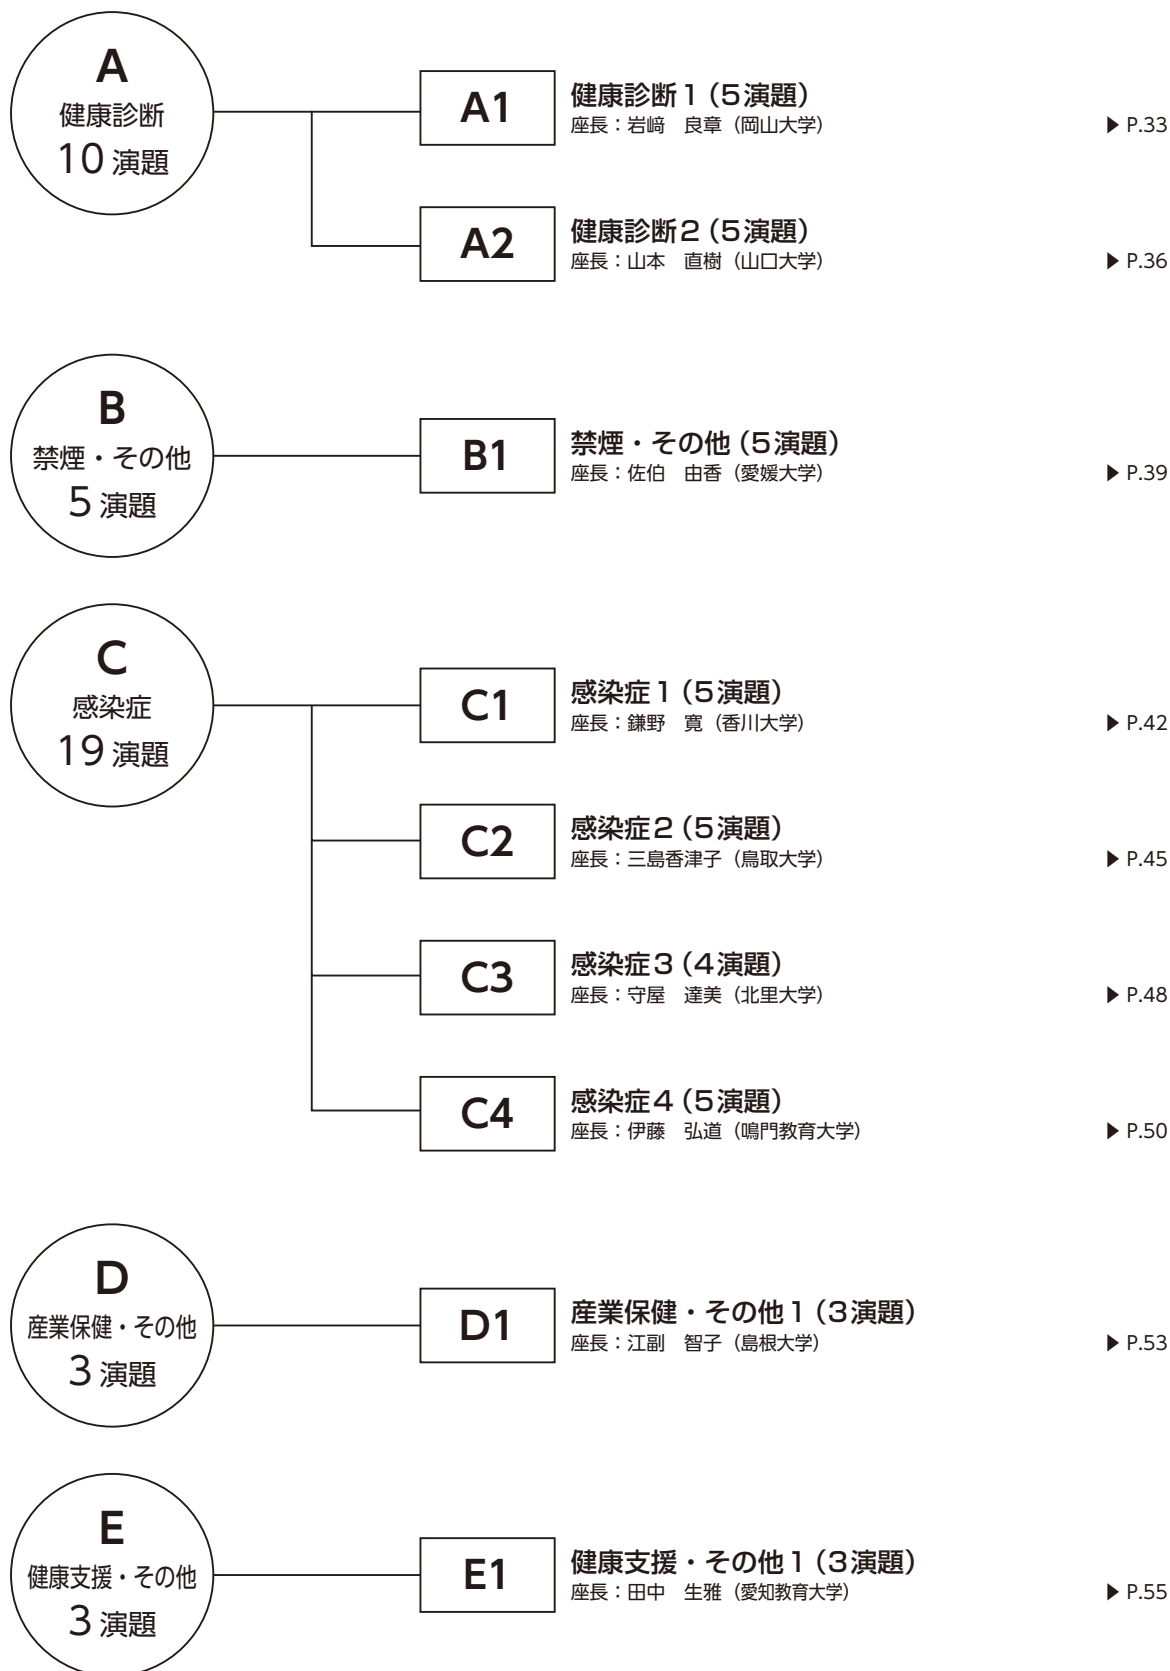 A
健康診断
10 演題
A1
健康診断1（5演題）
座長：岩﨑　良章（岡山大学）
▶ P.33
A2
健康診断2（5演題）
座長：山本　直樹（山口大学）
▶ P.36
B
禁煙・その他
5 演題
B1
禁煙・その他（5演題）
座長：佐伯　由香（愛媛大学）
▶ P.39
C
感染症
19 演題
C1
感染症1（5演題）
座長：鎌野　寛（香川大学）
▶ P.42
C2
感染症2（5演題）
座長：三島香津子（鳥取大学）
▶ P.45
C3
感染症3（4演題）
座長：守屋　達美（北里大学）
▶ P.48
C4
感染症4（5演題）
座長：伊藤　弘道（鳴門教育大学）
▶ P.50
D
産業保健・その他
3 演題
D1
産業保健・その他1（3演題）
座長：江副　智子（島根大学）
▶ P.53
E
健康支援・その他
3 演題
E1
健康支援・その他1（3演題）
座長：田中　生雅（愛知教育大学）
▶ P.55